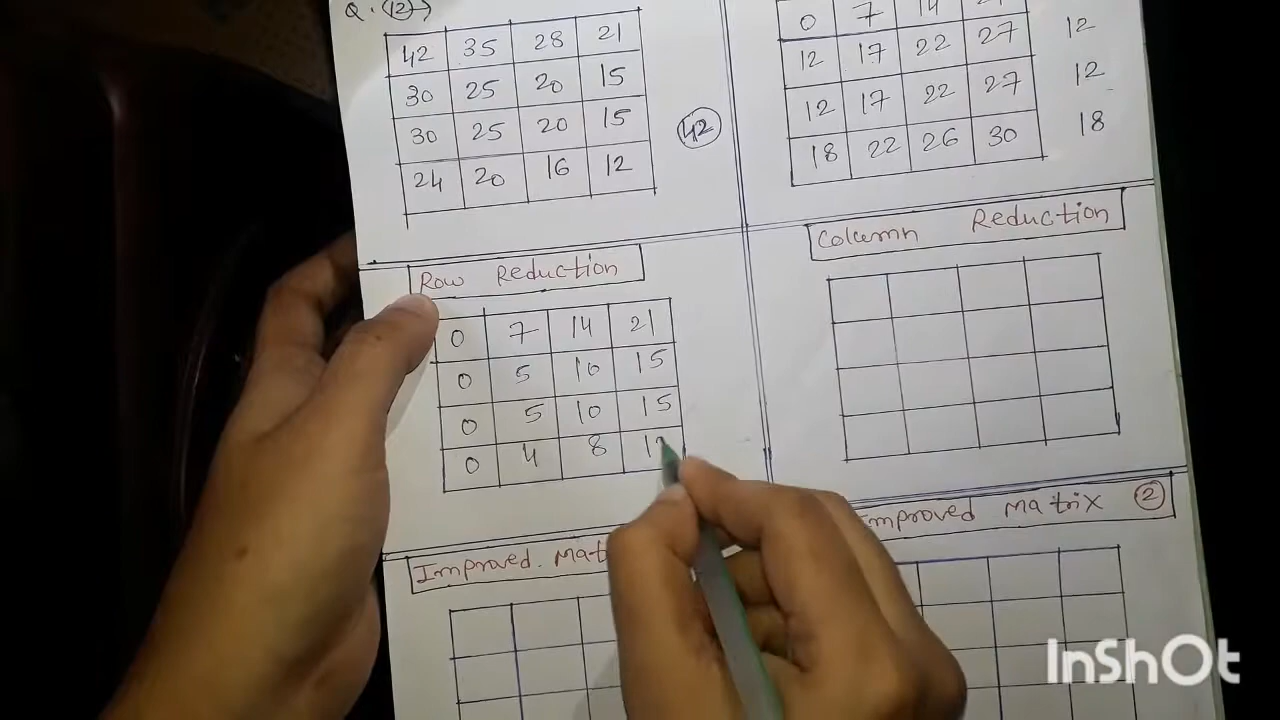 Q. 12 →
42 35 28 21
30 25 20 15
30 25 20 15
24 20 16 12
42
0 7 14
12 17 22 27 12
12 17 22 27 12
18 22 26 30 18
Row Reduction
0 7 14 21
0 5 10 15
0 5 10 15
0 4 8
Column Reduction
Improved. Mat
Improved Matrix 2
InShOt